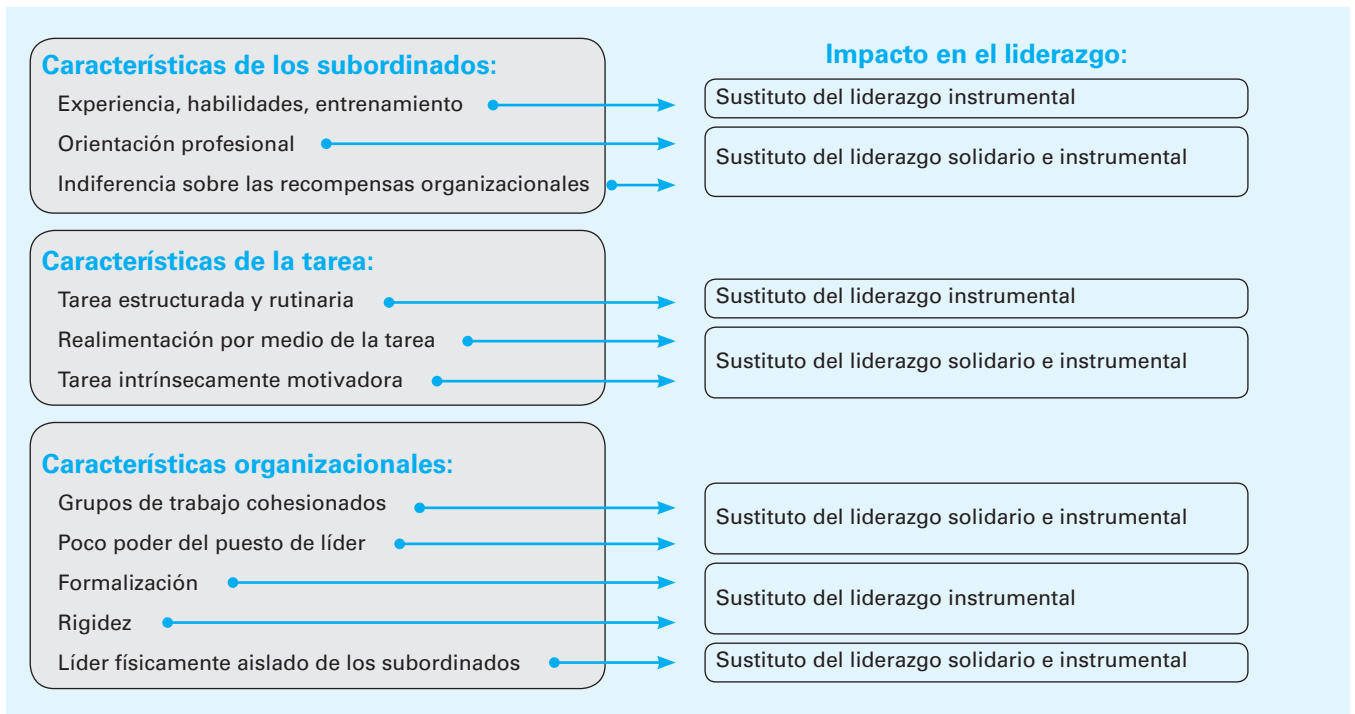 Características de los subordinados:
Experiencia, habilidades, entrenamiento
Orientación profesional
Indiferencia sobre las recompensas organizacionales
Impacto en el liderazgo:
Sustituto del liderazgo instrumental
Sustituto del liderazgo solidario e instrumental
Características de la tarea:
Tarea estructurada y rutinaria
Realimentación por medio de la tarea
Tarea intrínsecamente motivadora
Sustituto del liderazgo instrumental
Sustituto del liderazgo solidario e instrumental
Características organizacionales:
Grupos de trabajo cohesionados
Poco poder del puesto de líder
Formalización
Rigidez
Líder físicamente aislado de los subordinados
Sustituto del liderazgo solidario e instrumental
Sustituto del liderazgo instrumental
Sustituto del liderazgo solidario e instrumental